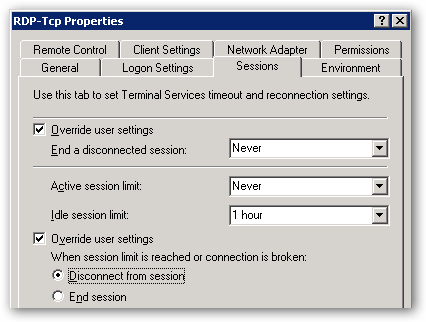 RDP-Tcp Properties
Remote Control
Client Settings
Network Adapter
Permissions
General
Logon Settings
Sessions
Environment
Use this tab to set Terminal Services timeout and reconnection settings.
Override user settings
End a disconnected session: Never
Active session limit: Never
Idle session limit: 1 hour
Override user settings
When session limit is reached or connection is broken:
Disconnect from session
End session